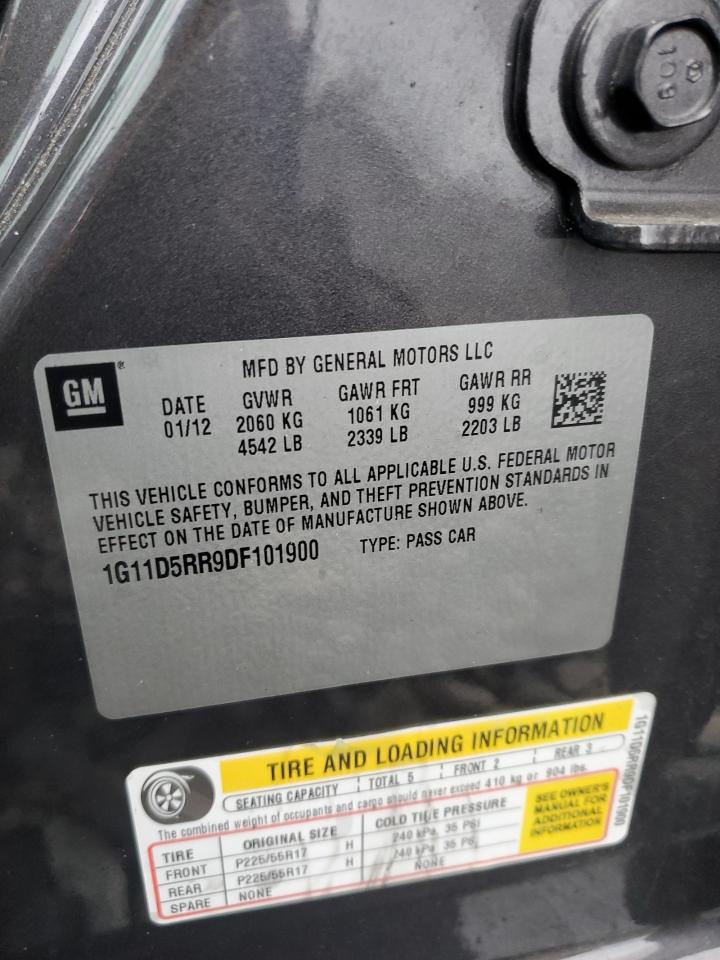 109
GM ®
MFD BY GENERAL MOTORS LLC
DATE GVWR GAWR FRT GAWR RR
01/12 2060 KG 1061 KG 999 KG
4542 LB 2339 LB 2203 LB
THIS VEHICLE CONFORMS TO ALL APPLICABLE U.S. FEDERAL MOTOR
VEHICLE SAFETY, BUMPER, AND THEFT PREVENTION STANDARDS IN
EFFECT ON THE DATE OF MANUFACTURE SHOWN ABOVE.
1G11D5RR9DF101900 TYPE: PASS CAR
TIRE AND LOADING INFORMATION
SEATING CAPACITY TOTAL 5 FRONT 2 REAR 3
The combined weight of occupants and cargo should never exceed 410 kg or 904 lbs.
TIRE ORIGINAL SIZE COLD TIRE PRESSURE
FRONT P225/55R17 H 240 kPa, 35 PSI
REAR P225/55R17 H 240 kPa, 35 PSI
SPARE NONE NONE
SEE OWNER'S
MANUAL FOR
ADDITIONAL
INFORMATION